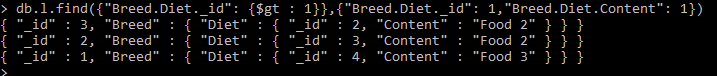 > db.l.find({"Breed.Diet._id": {$gt : 1}},{"Breed.Diet._id": 1,"Breed.Diet.Content": 1})
{ "_id" : 3, "Breed" : { "Diet" : { "_id" : 2, "Content" : "Food 2" } } }
{ "_id" : 2, "Breed" : { "Diet" : { "_id" : 3, "Content" : "Food 2" } } }
{ "_id" : 1, "Breed" : { "Diet" : { "_id" : 4, "Content" : "Food 3" } } }
>